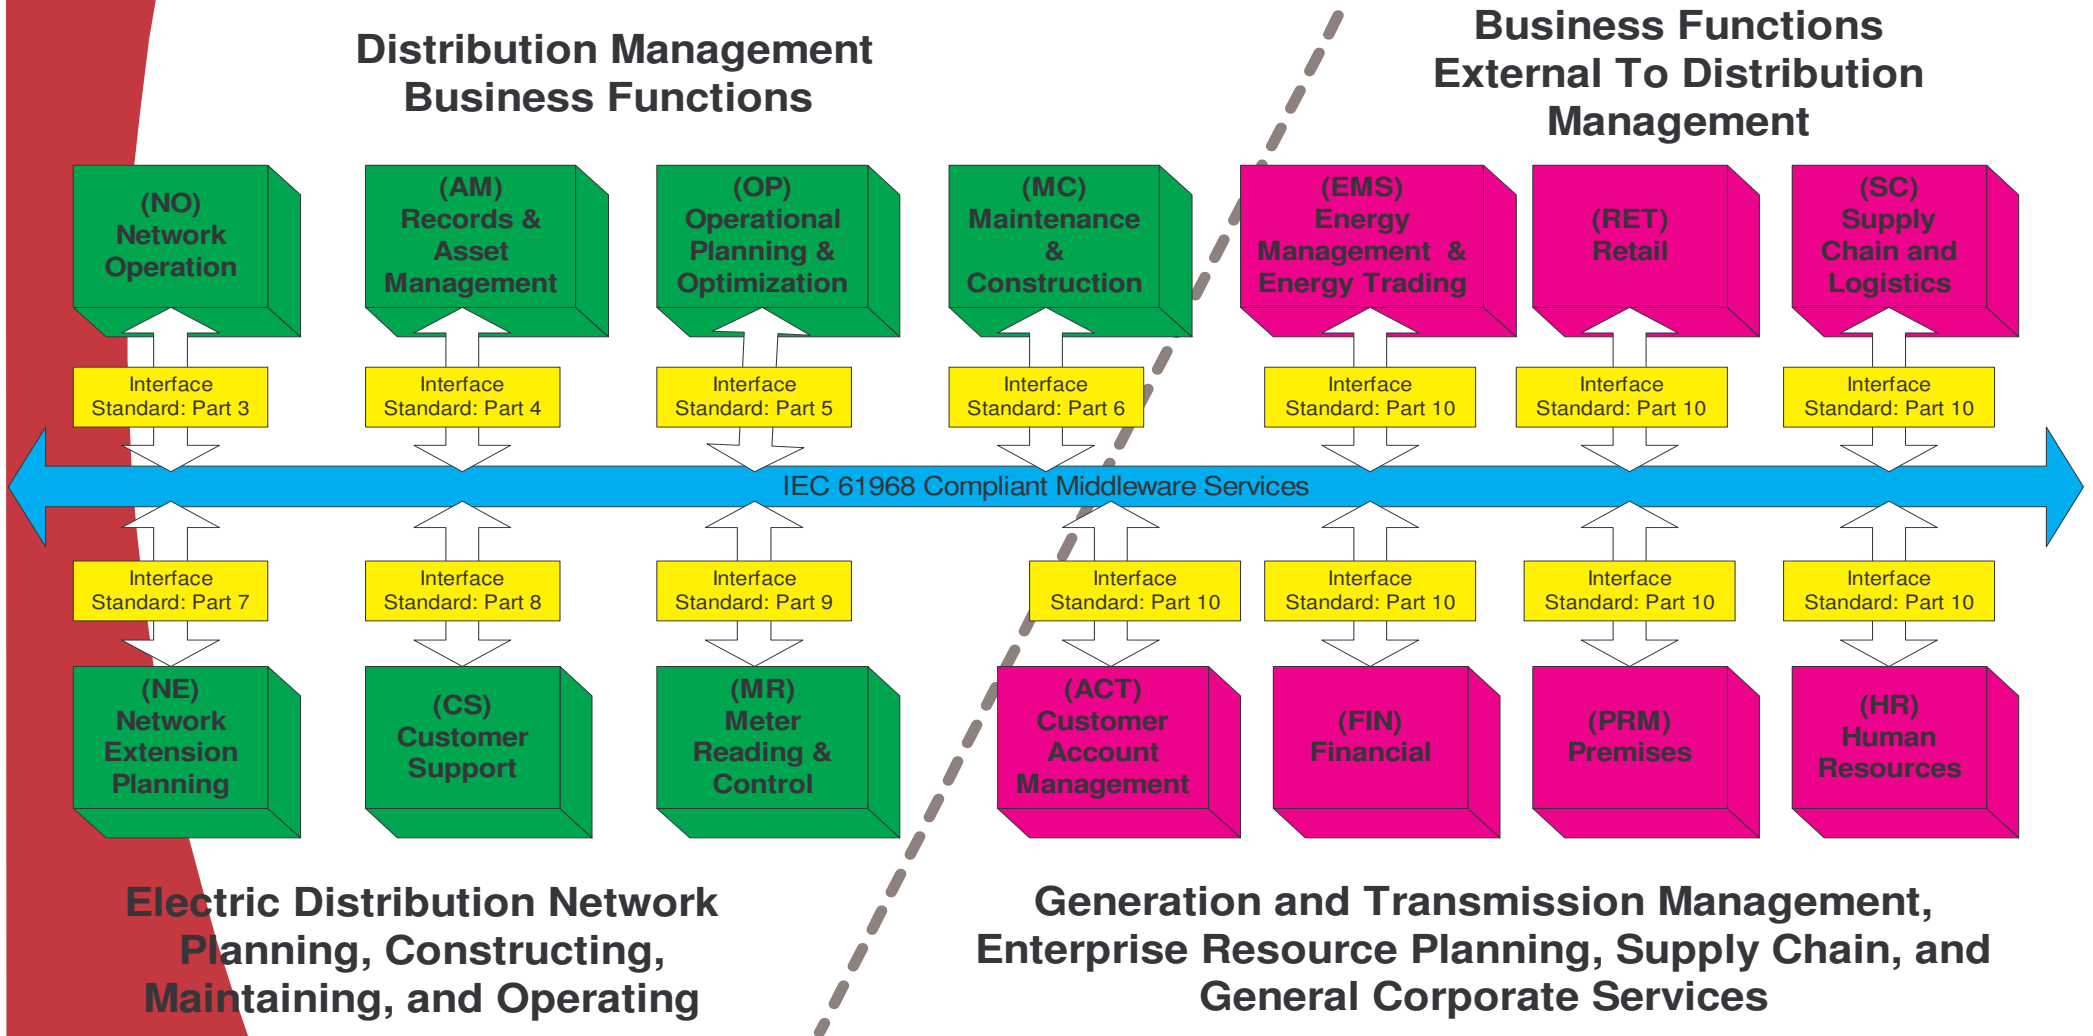 Distribution Management
Business Functions
Business Functions
External To Distribution
Management
(NO)
Network
Operation
(AM)
Records &
Asset
Management
(OP)
Operational
Planning &
Optimization
(MC)
Maintenance
&
Construction
(EMS)
Energy
Management &
Energy Trading
(RET)
Retail
(SC)
Supply
Chain and
Logistics
Interface
Standard: Part 3
Interface
Standard: Part 4
Interface
Standard: Part 5
Interface
Standard: Part 6
Interface
Standard: Part 10
Interface
Standard: Part 10
Interface
Standard: Part 10
IEC 61968 Compliant Middleware Services
Interface
Standard: Part 7
Interface
Standard: Part 8
Interface
Standard: Part 9
Interface
Standard: Part 10
Interface
Standard: Part 10
Interface
Standard: Part 10
Interface
Standard: Part 10
(NE)
Network
Extension
Planning
(CS)
Customer
Support
(MR)
Meter
Reading &
Control
(ACT)
Customer
Account
Management
(FIN)
Financial
(PRM)
Premises
(HR)
Human
Resources
Electric Distribution Network
Planning, Constructing,
Maintaining, and Operating
Generation and Transmission Management,
Enterprise Resource Planning, Supply Chain, and
General Corporate Services